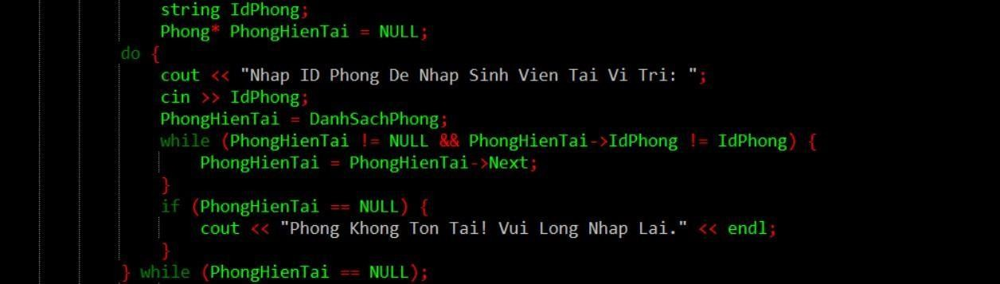 string IdPhong;
Phong* PhongHienTai = NULL;
do {
cout << "Nhap ID Phong De Nhap Sinh Vien Tai Vi Tri: ";
cin >> IdPhong;
PhongHienTai = DanhSachPhong;
while (PhongHienTai != NULL && PhongHienTai->IdPhong != IdPhong) {
PhongHienTai = PhongHienTai->Next;
}
if (PhongHienTai == NULL) {
cout << "Phong Khong Ton Tai! Vui Long Nhap Lai." << endl;
}
} while (PhongHienTai == NULL);